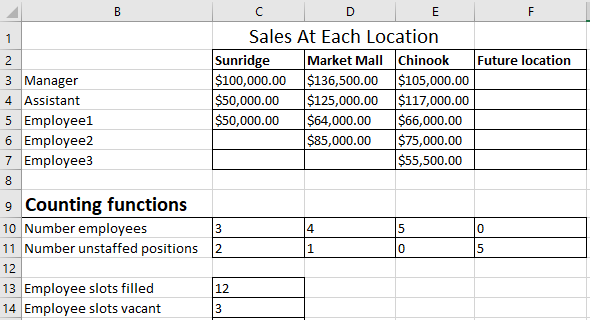 B C D E F
1 Sales At Each Location
2 Sunridge Market Mall Chinook Future location
3 Manager $100,000.00 $136,500.00 $105,000.00
4 Assistant $50,000.00 $125,000.00 $117,000.00
5 Employee1 $50,000.00 $64,000.00 $66,000.00
6 Employee2 $85,000.00 $75,000.00
7 Employee3 $55,500.00
8
9 Counting functions
10 Number employees 3 4 5 0
11 Number unstaffed positions 2 1 0 5
12
13 Employee slots filled 12
14 Employee slots vacant 3